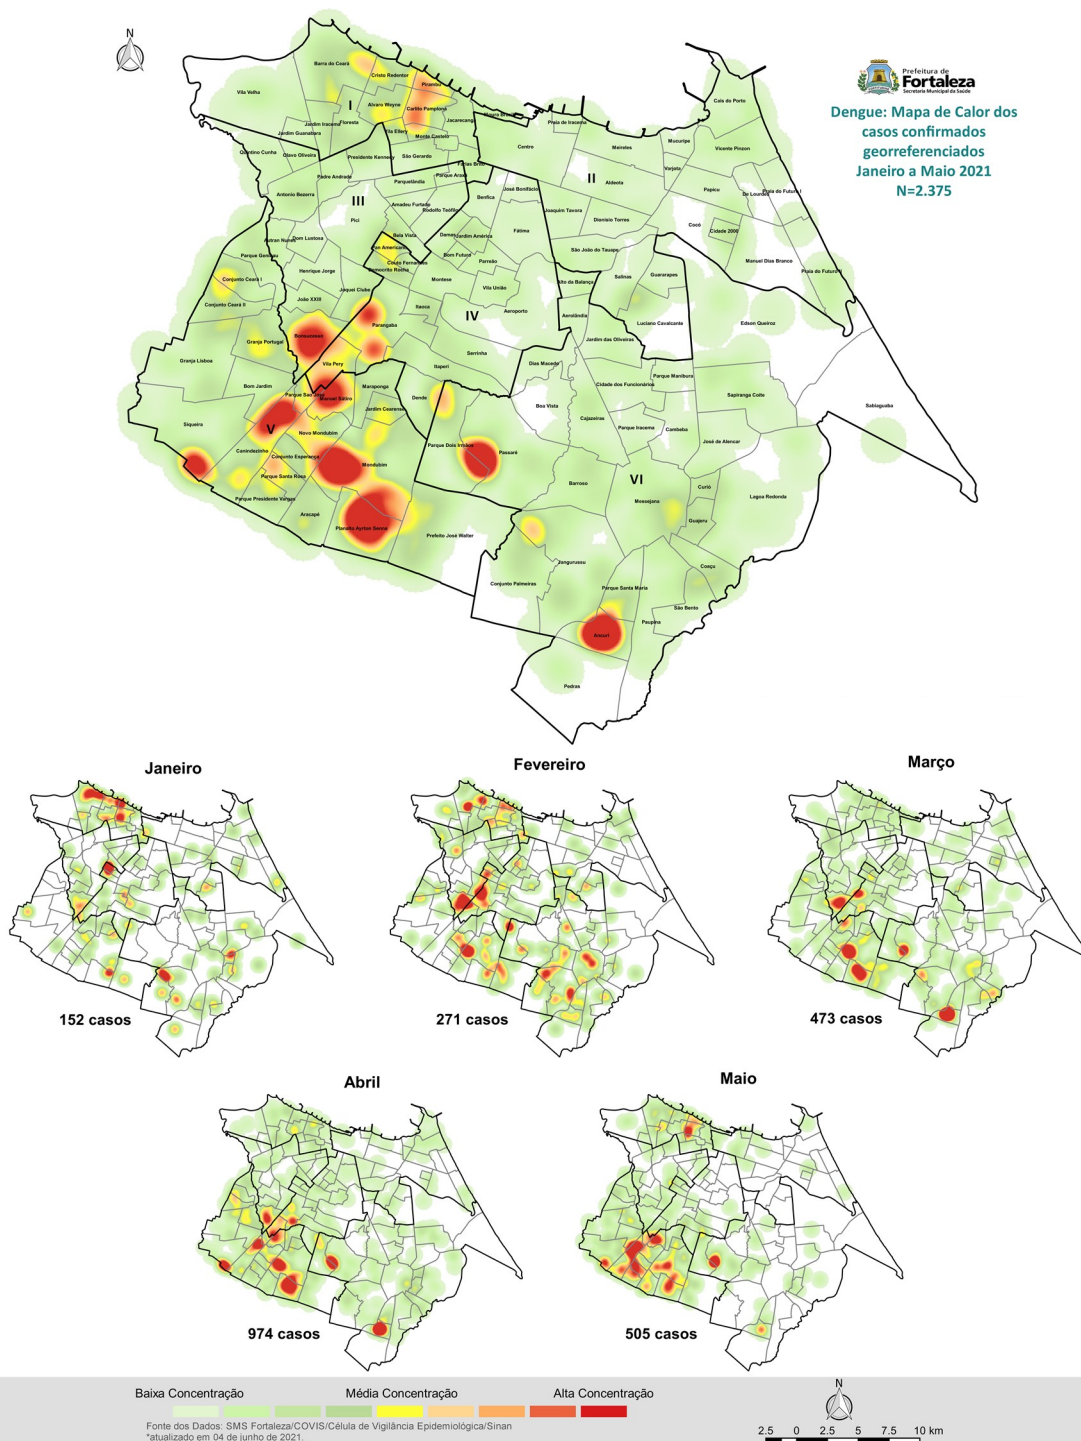 N
Prefeitura de
Fortaleza
Secretaria Municipal da Saúde
Dengue: Mapa de Calor dos
casos confirmados
georreferenciados
Janeiro a Maio 2021
N=2.375
Barra do Ceará
Cristo Redentor
Pirambu
Vila Velha
I
Alvaro Weyne
Carlito Pamplona
Jacarecanga
Moura Brasil
Praia de Iracema
Cais do Porto
Jardim Iracema
Floresta
Jardim Guanabara
Vila Ellery
Monte Castelo
Quintino Cunha
Olavo Oliveira
Presidente Kennedy
São Gerardo
Farias Brito
Centro
Meireles
Mucuripe
Vicente Pinzon
Varjota
Padre Andrade
Parquelândia
Parque Araxá
José Bonifácio
II
Aldeota
Papicu
De Lourdes
Praia do Futuro I
Antonio Bezerra
III
Amadeu Furtado
Rodolfo Teófilo
Benfica
Joaquim Tavora
Dionisio Torres
Pici
Cocó
Cidade 2000
Fátima
Autran Nunes
Dom Lustosa
Bela Vista
Damas
Jardim América
Pan Americano
São João do Tauape
Parque Genibau
Couto Fernandes
Bom Futuro
Parreão
Manuel Dias Branco
Henrique Jorge
Democrito Rocha
Praia do Futuro II
Conjunto Ceará I
Montese
Alto da Balança
Salinas
Guararapes
João XXIII
Joquei Clube
Vila União
Conjunto Ceará II
Itaoca
IV
Aeroporto
Aerolândia
Luciano Cavalcante
Edson Queiroz
Parangaba
Bonsucesso
Granja Portugal
Jardim das Oliveiras
Granja Lisboa
Vila Pery
Serrinha
Itaperi
Dias Macedo
Parque Manibura
Bom Jardim
Maraponga
Cidade dos Funcionários
Parque São José
Manoel Sátiro
Dende
Sapiranga Coite
Jardim Cearense
Boa Vista
Sabiaguaba
Siqueira
V
Novo Mondubim
Cajazeiras
Parque Iracema
Cambeba
Parque Dois Irmãos
Passaré
José de Alencar
Canindezinho
Conjunto Esperança
Mondubim
Parque Santa Rosa
Barroso
VI
Curió
Parque Presidente Vargas
Messejana
Lagoa Redonda
Aracapé
Guajeru
Planalto Ayrton Senna
Prefeito José Walter
Jangurussu
Coaçu
Conjunto Palmeiras
Parque Santa Maria
São Bento
Paupina
Ancuri
Pedras
Janeiro
Fevereiro
Março
152 casos
271 casos
473 casos
Abril
Maio
974 casos
505 casos
Baixa Concentração
Média Concentração
Alta Concentração
N
Fonte dos Dados: SMS Fortaleza/COVIS/Célula de Vigilância Epidemiológica/Sinan
*atualizado em 04 de junho de 2021.
2.5 0 2.5 5 7.5 10 km